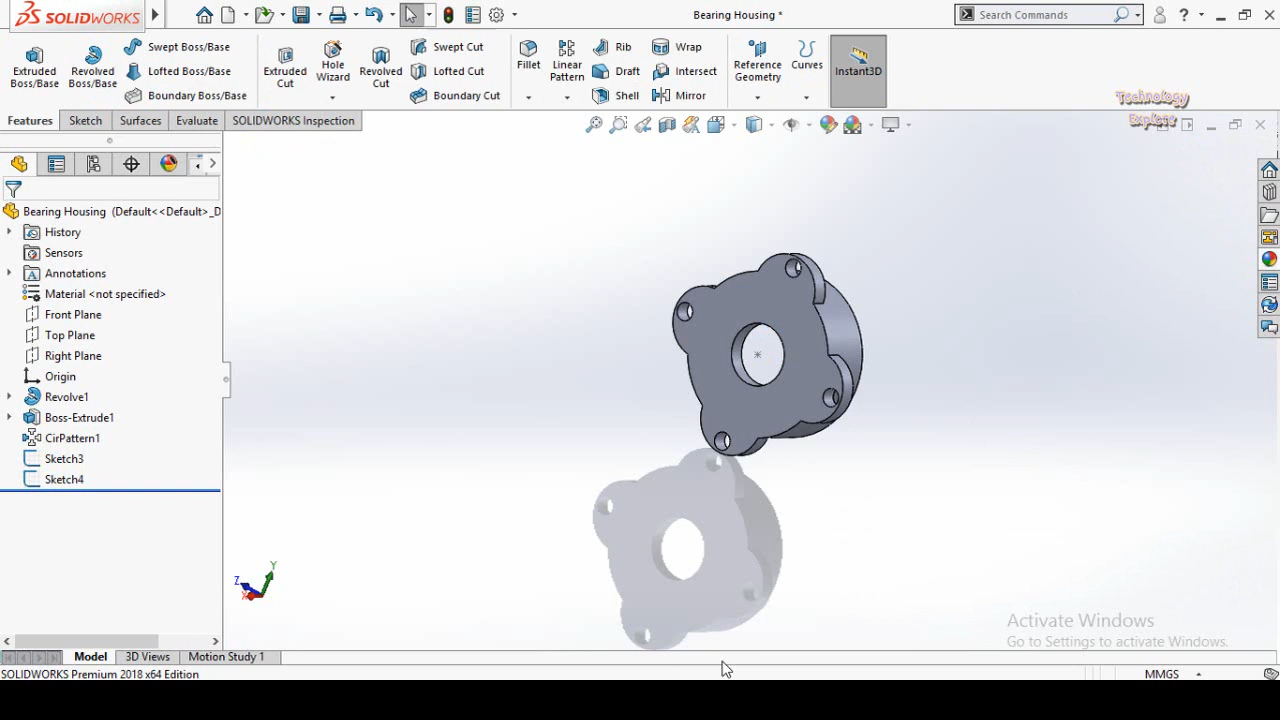 SOLIDWORKS
Bearing Housing *
Search Commands
Extruded Boss/Base
Revolved Boss/Base
Swept Boss/Base
Lofted Boss/Base
Boundary Boss/Base
Extruded Cut
Hole Wizard
Revolved Cut
Swept Cut
Lofted Cut
Boundary Cut
Fillet
Linear Pattern
Rib
Draft
Shell
Wrap
Intersect
Mirror
Reference Geometry
Curves
Instant3D
Technology
Express
Features
Sketch
Surfaces
Evaluate
SOLIDWORKS Inspection
Bearing Housing (Default<<Default>_D
History
Sensors
Annotations
Material <not specified>
Front Plane
Top Plane
Right Plane
Origin
Revolve1
Boss-Extrude1
CirPattern1
Sketch3
Sketch4
Y
Z
X
Activate Windows
Go to Settings to activate Windows.
Model
3D Views
Motion Study 1
SOLIDWORKS Premium 2018 x64 Edition
MMGS